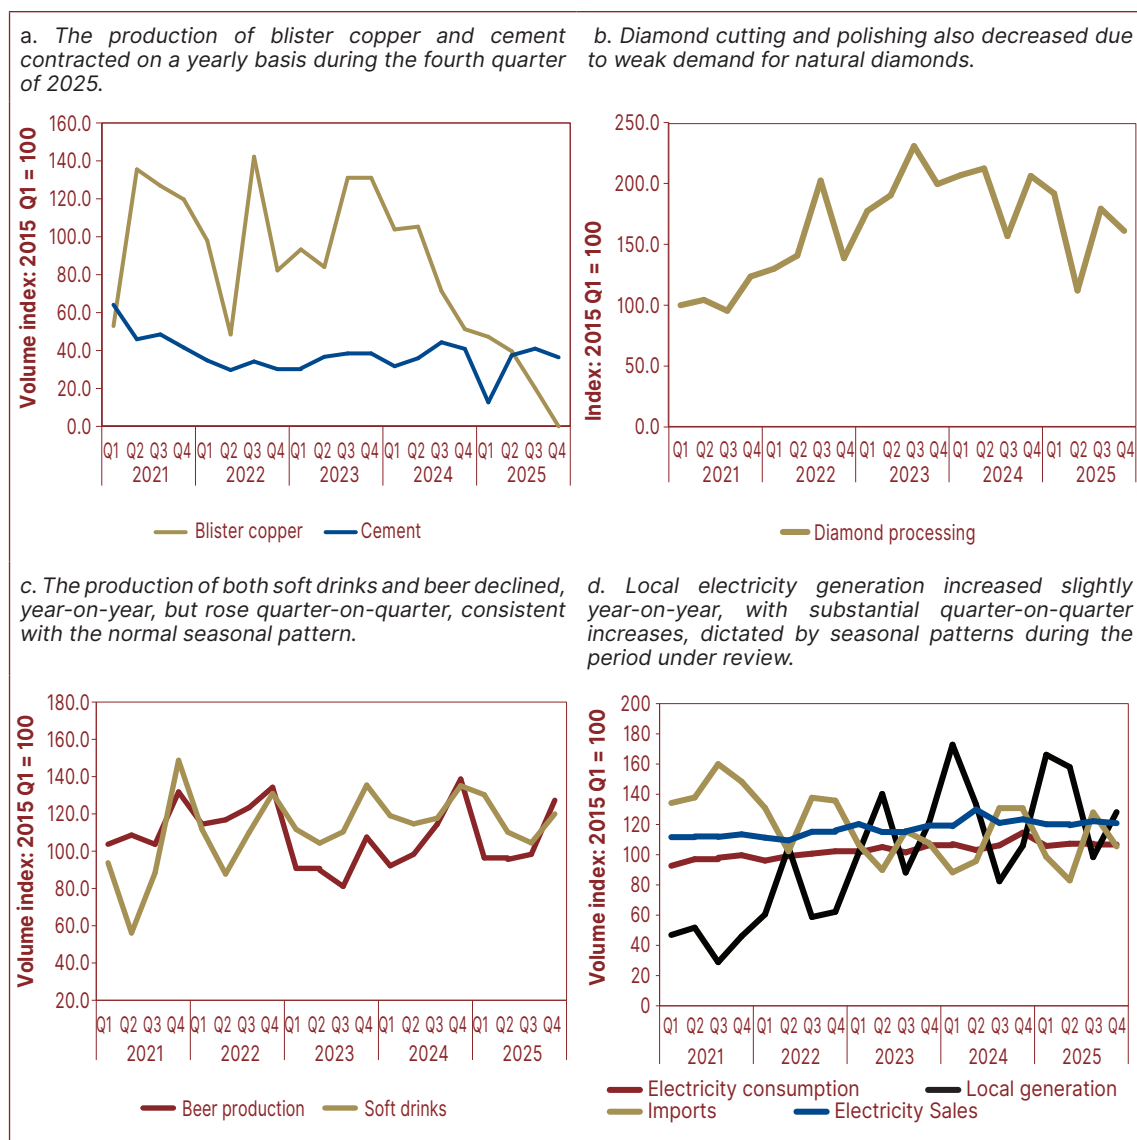 a. The production of blister copper and cement
contracted on a yearly basis during the fourth quarter
of 2025.
Volume index: 2015 Q1 = 100
160.0
140.0
120.0
100.0
80.0
60.0
40.0
20.0
0.0
Q1 Q2 Q3 Q4 Q1 Q2 Q3 Q4 Q1 Q2 Q3 Q4 Q1 Q2 Q3 Q4 Q1 Q2 Q3 Q4
2021 2022 2023 2024 2025
Blister copper Cement
b. Diamond cutting and polishing also decreased due
to weak demand for natural diamonds.
Index: 2015 Q1 = 100
250.0
200.0
150.0
100.0
50.0
0.0
Q1 Q2 Q3 Q4 Q1 Q2 Q3 Q4 Q1 Q2 Q3 Q4 Q1 Q2 Q3 Q4 Q1 Q2 Q3 Q4
2021 2022 2023 2024 2025
Diamond processing
c. The production of both soft drinks and beer declined,
year-on-year, but rose quarter-on-quarter, consistent
with the normal seasonal pattern.
Volume index: 2015 Q1 = 100
180.0
160.0
140.0
120.0
100.0
80.0
60.0
40.0
20.0
Q1 Q2 Q3 Q4 Q1 Q2 Q3 Q4 Q1 Q2 Q3 Q4 Q1 Q2 Q3 Q4 Q1 Q2 Q3 Q4
2021 2022 2023 2024 2025
Beer production Soft drinks
d. Local electricity generation increased slightly
year-on-year, with substantial quarter-on-quarter
increases, dictated by seasonal patterns during the
period under review.
Volume index: 2015 Q1 = 100
200
180
160
140
120
100
80
60
40
20
0
Q1 Q2 Q3 Q4 Q1 Q2 Q3 Q4 Q1 Q2 Q3 Q4 Q1 Q2 Q3 Q4 Q1 Q2 Q3 Q4
2021 2022 2023 2024 2025
Electricity consumption Local generation
Imports Electricity Sales